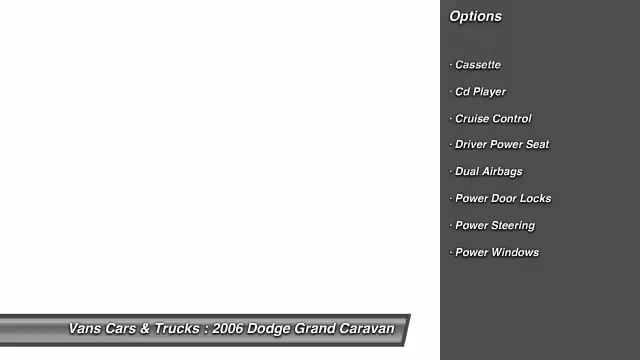 Options
· Cassette
· Cd Player
· Cruise Control
· Driver Power Seat
· Dual Airbags
· Power Door Locks
· Power Steering
· Power Windows
Vans Cars & Trucks : 2006 Dodge Grand Caravan